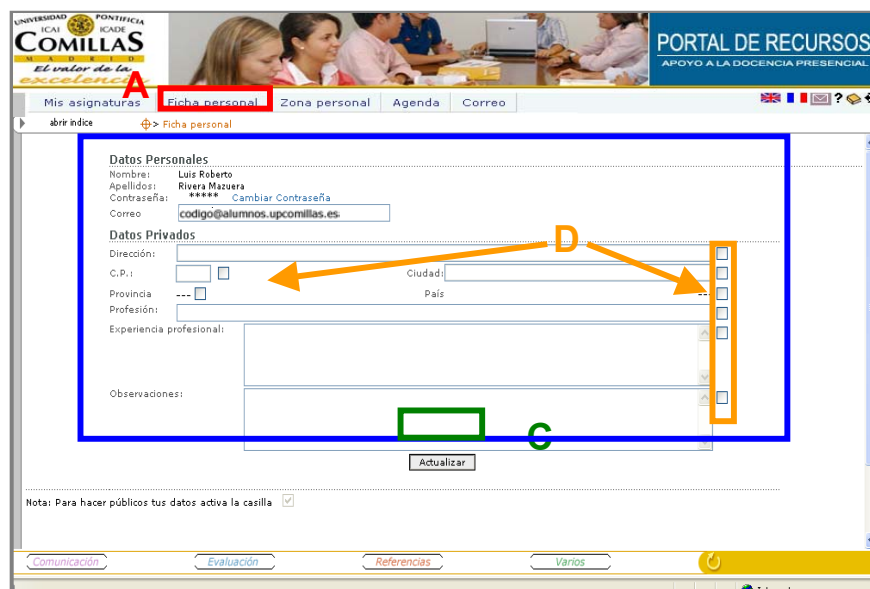 UNIVERSIDAD PONTIFICIA
ICAI ICADE
COMILLAS
MADRID
El valor de la
excelencia
PORTAL DE RECURSOS
APOYO A LA DOCENCIA PRESENCIAL
A
Mis asignaturas Ficha personal Zona personal Agenda Correo ?
abrir indice > Ficha personal
Datos Personales
Nombre: Luis Roberto
Apellidos: Rivera Mazuera
Contraseña: ***** Cambiar Contraseña
Correo codigo@alumnos.upcomillas.es
Datos Privados
D
Dirección:
C.P.: Ciudad:
Provincia --- País ---
Profesión:
Experiencia profesional:
Observaciones:
C
Actualizar
Nota: Para hacer públicos tus datos activa la casilla
Comunicación Evaluación Referencias Varios